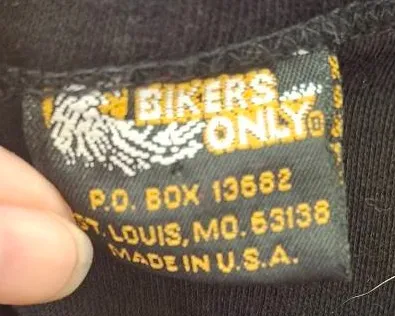 BIKERS
ONLY®
P.O. BOX 13682
ST. LOUIS, MO. 63138
MADE IN U.S.A.